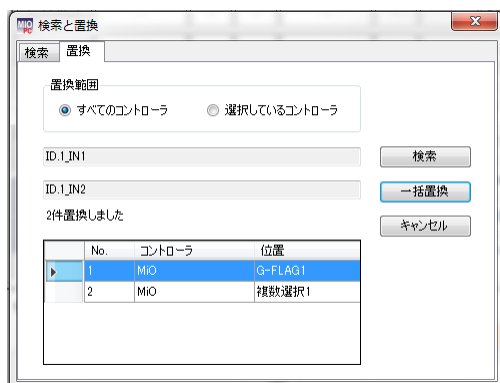 MiO PC 検索と置換
検索 置換
置換範囲
すべてのコントローラ 選択しているコントローラ
ID.1_IN1 検索
ID.1_IN2 一括置換
2件置換しました キャンセル
No. コントローラ 位置
1 MiO G-FLAG1
2 MiO 複数選択1